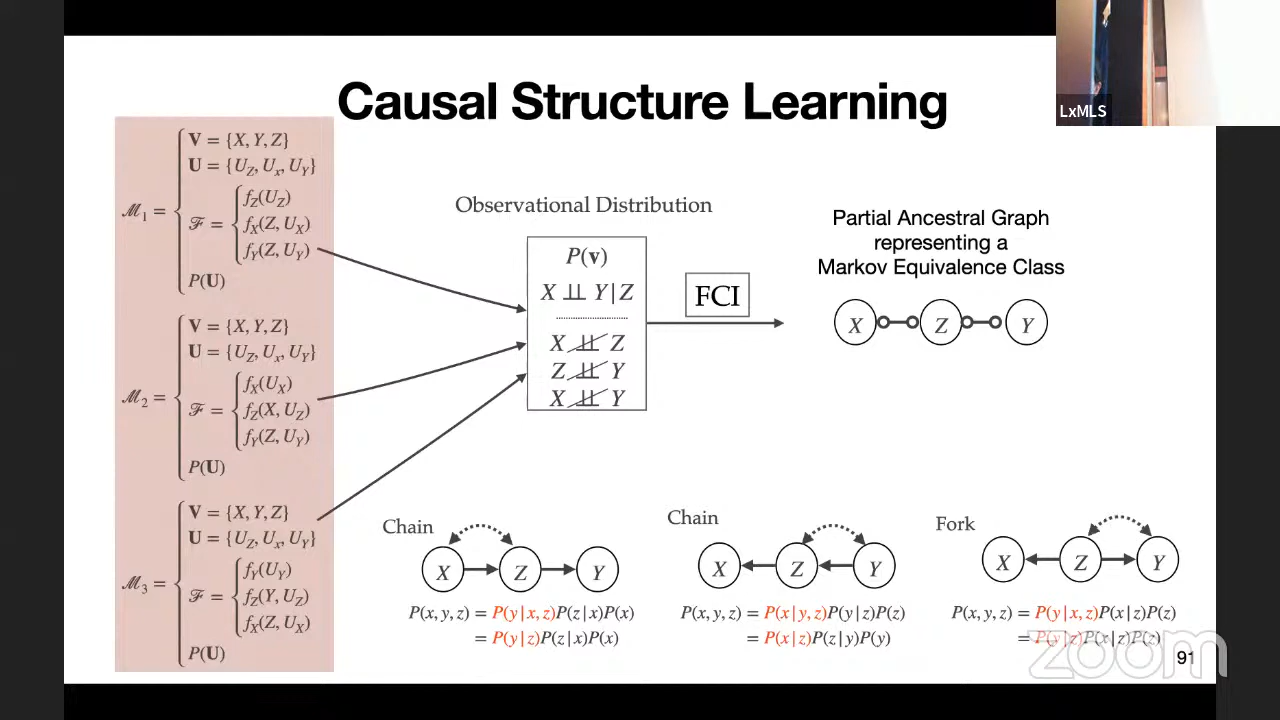 Causal Structure Learning
LxMLS
ℳ₁ =
V = {X, Y, Z}
U = {U_Z, U_x, U_Y}
ℱ =
f_Z(U_Z)
f_X(Z, U_X)
f_Y(Z, U_Y)
P(U)
ℳ₂ =
V = {X, Y, Z}
U = {U_Z, U_x, U_Y}
ℱ =
f_X(U_X)
f_Z(X, U_Z)
f_Y(Z, U_Y)
P(U)
ℳ₃ =
V = {X, Y, Z}
U = {U_Z, U_x, U_Y}
ℱ =
f_Y(U_Y)
f_Z(Y, U_Z)
f_X(Z, U_X)
P(U)
Observational Distribution
P(v)
X ⫫ Y | Z
X ⫫̸ Z
Z ⫫̸ Y
X ⫫̸ Y
FCI
Partial Ancestral Graph
representing a
Markov Equivalence Class
X Z Y
Chain
X Z Y
P(x, y, z) = P(y | x, z)P(z | x)P(x)
= P(y | z)P(z | x)P(x)
Chain
X Z Y
P(x, y, z) = P(x | y, z)P(y | z)P(z)
= P(x | z)P(z | y)P(y)
Fork
X Z Y
P(x, y, z) = P(y | x, z)P(x | z)P(z)
= P(y | z)P(x | z)P(z)
zoom
91